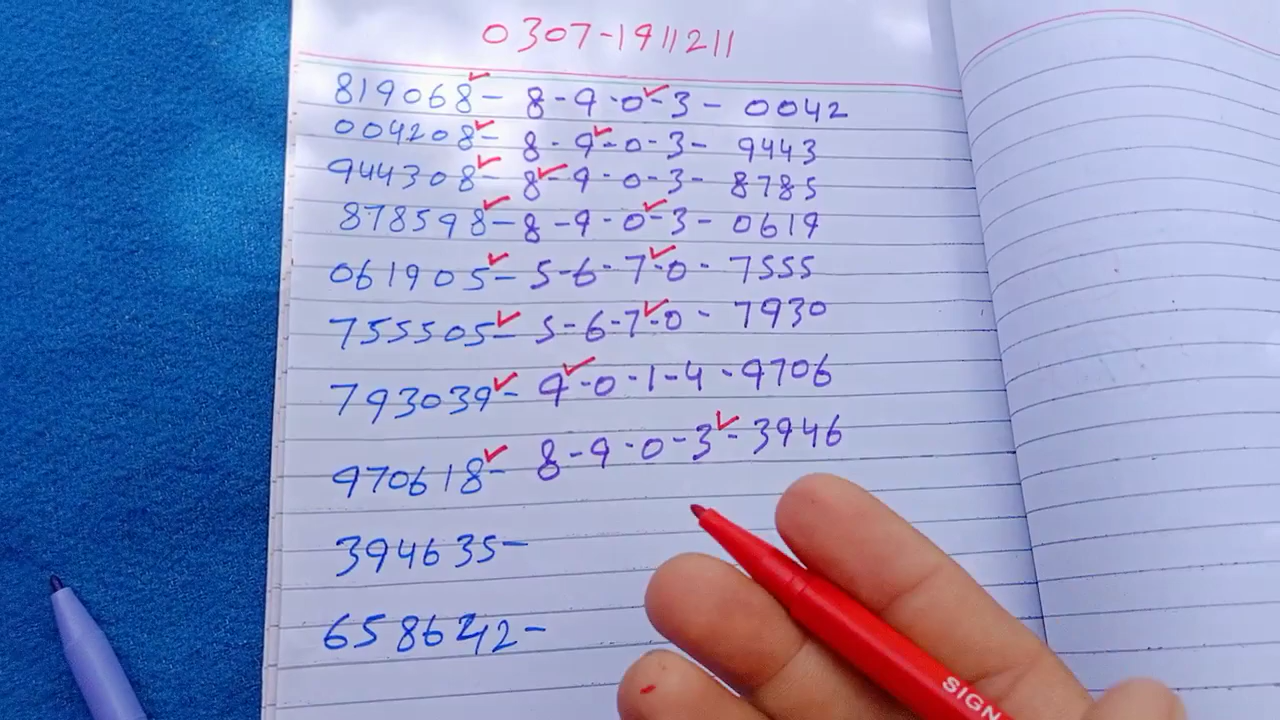 0307-1911211
819068- 8-9-0-3- 0042
004208- 8-9-0-3- 9443
944308- 8-9-0-3- 8785
878598- 8-9-0-3- 0619
061905- 5-6-7-0- 7555
755505- 5-6-7-0- 7930
793039- 9-0-1-4-9706
970618- 8-9-0-3-3946
394635-
SIGN